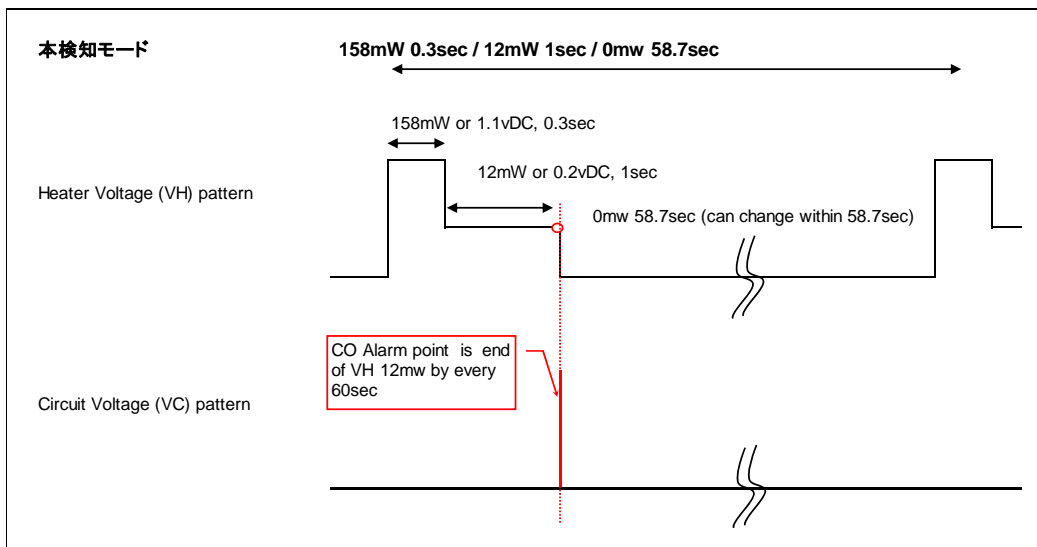 本検知モード
158mW 0.3sec / 12mW 1sec / 0mw 58.7sec
158mW or 1.1vDC, 0.3sec
12mW or 0.2vDC, 1sec
Heater Voltage (VH) pattern
0mw 58.7sec (can change within 58.7sec)
CO Alarm point is end
of VH 12mw by every
60sec
Circuit Voltage (VC) pattern